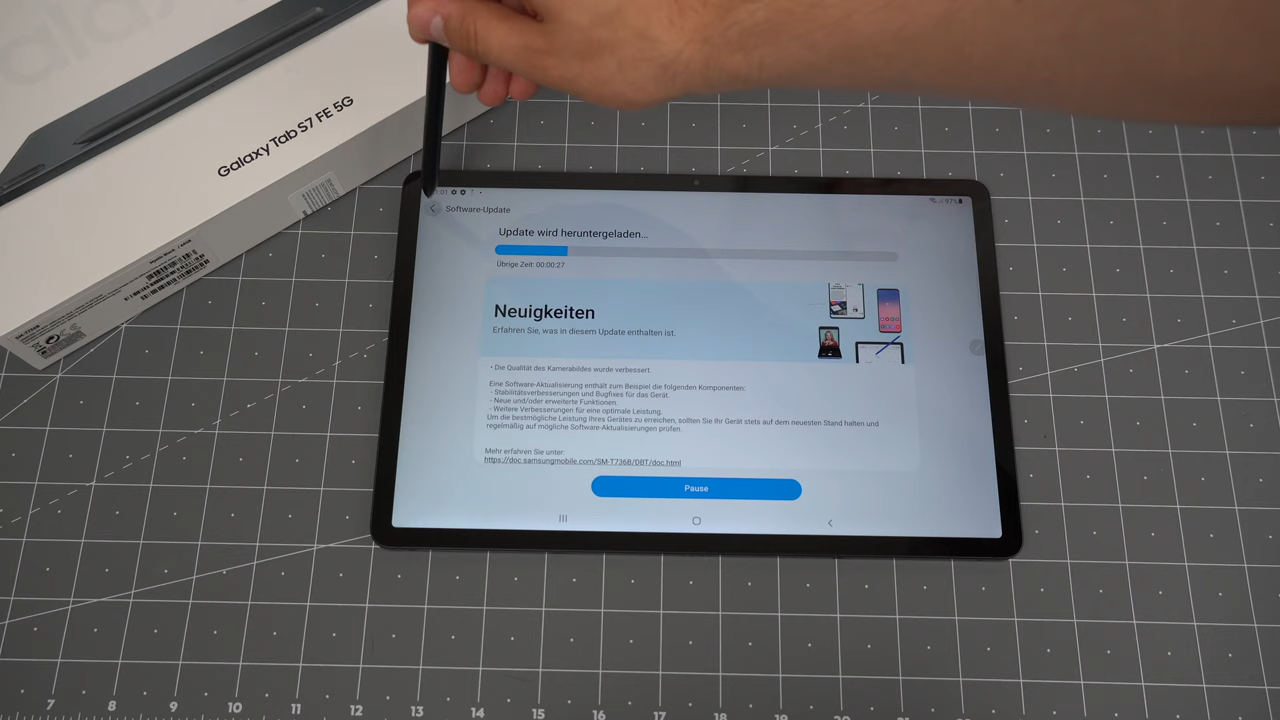 Galaxy Tab S7 FE 5G
97%
Software-Update
Update wird heruntergeladen...
Übrige Zeit: 00:00:27
Neuigkeiten
Erfahren Sie, was in diesem Update enthalten ist.
• Die Qualität des Kamerabildes wurde verbessert.
Eine Software-Aktualisierung enthält zum Beispiel die folgenden Komponenten:
- Stabilitätsverbesserungen und Bugfixes für das Gerät.
- Neue und/oder erweiterte Funktionen.
- Weitere Verbesserungen für eine optimale Leistung.
Um die bestmögliche Leistung Ihres Gerätes zu erreichen, sollten Sie Ihr Gerät stets auf dem neuesten Stand halten und
regelmäßig auf mögliche Software-Aktualisierungen prüfen.
Mehr erfahren Sie unter:
https://doc.samsungmobile.com/SM-T736B/DBT/doc.html
Pause
7 8 9 10 11 12 13 14 15 16 17 18 19 20